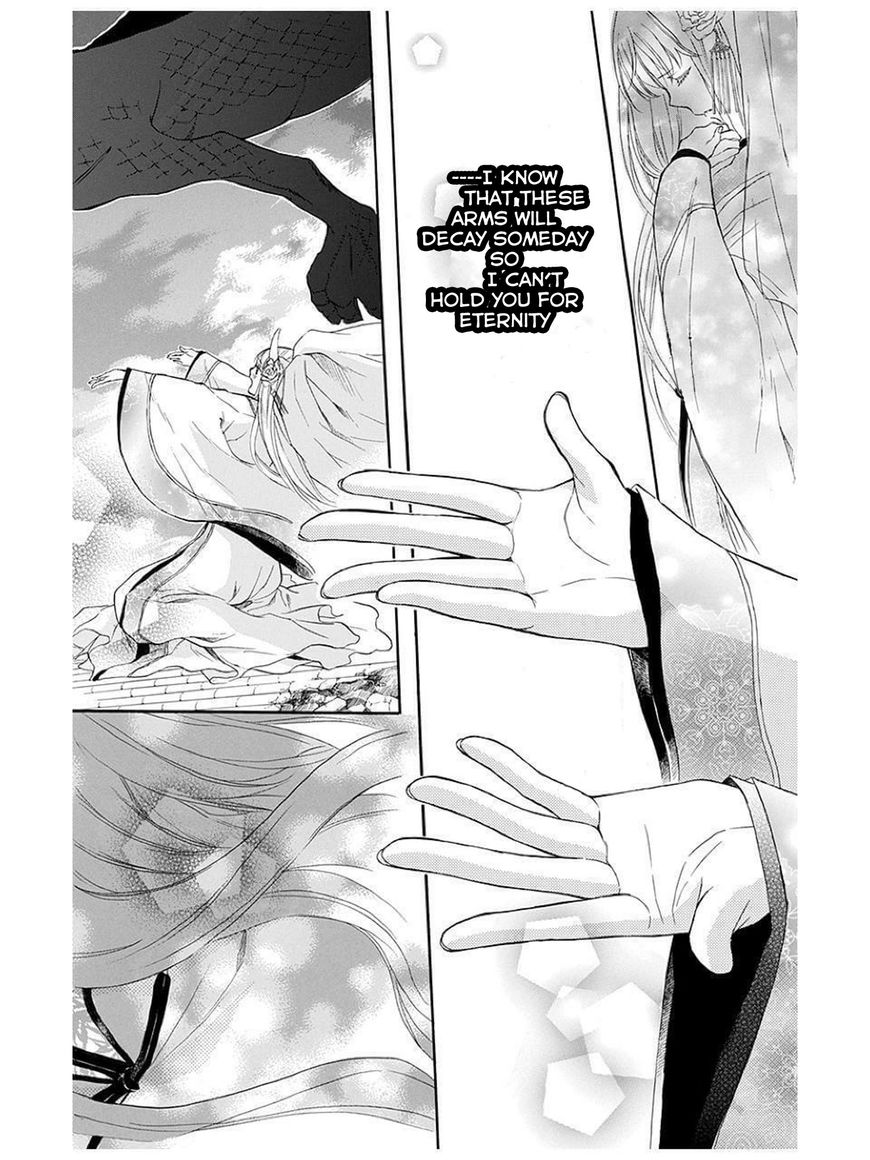 ----I KNOW
THAT THESE
ARMS WILL
DECAY SOMEDAY
SO
I CAN'T
HOLD YOU FOR
ETERNITY